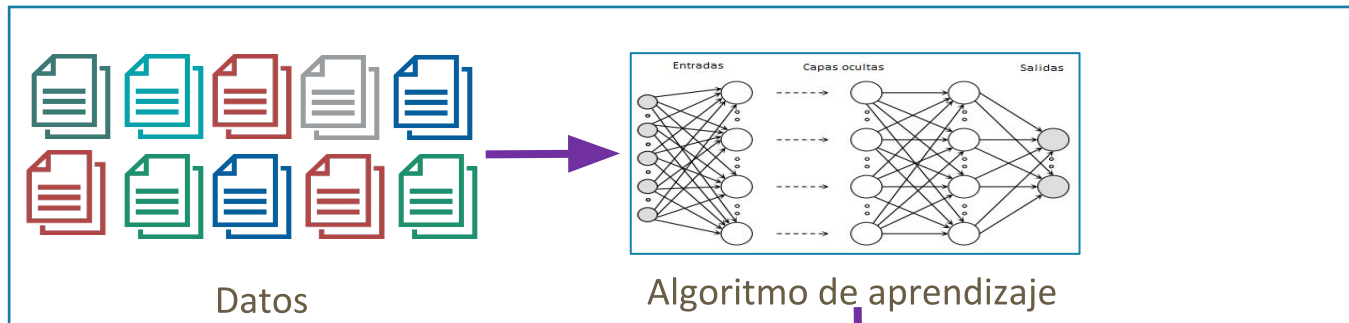 Entradas
Capas ocultas
Salidas
Datos
Algoritmo de aprendizaje